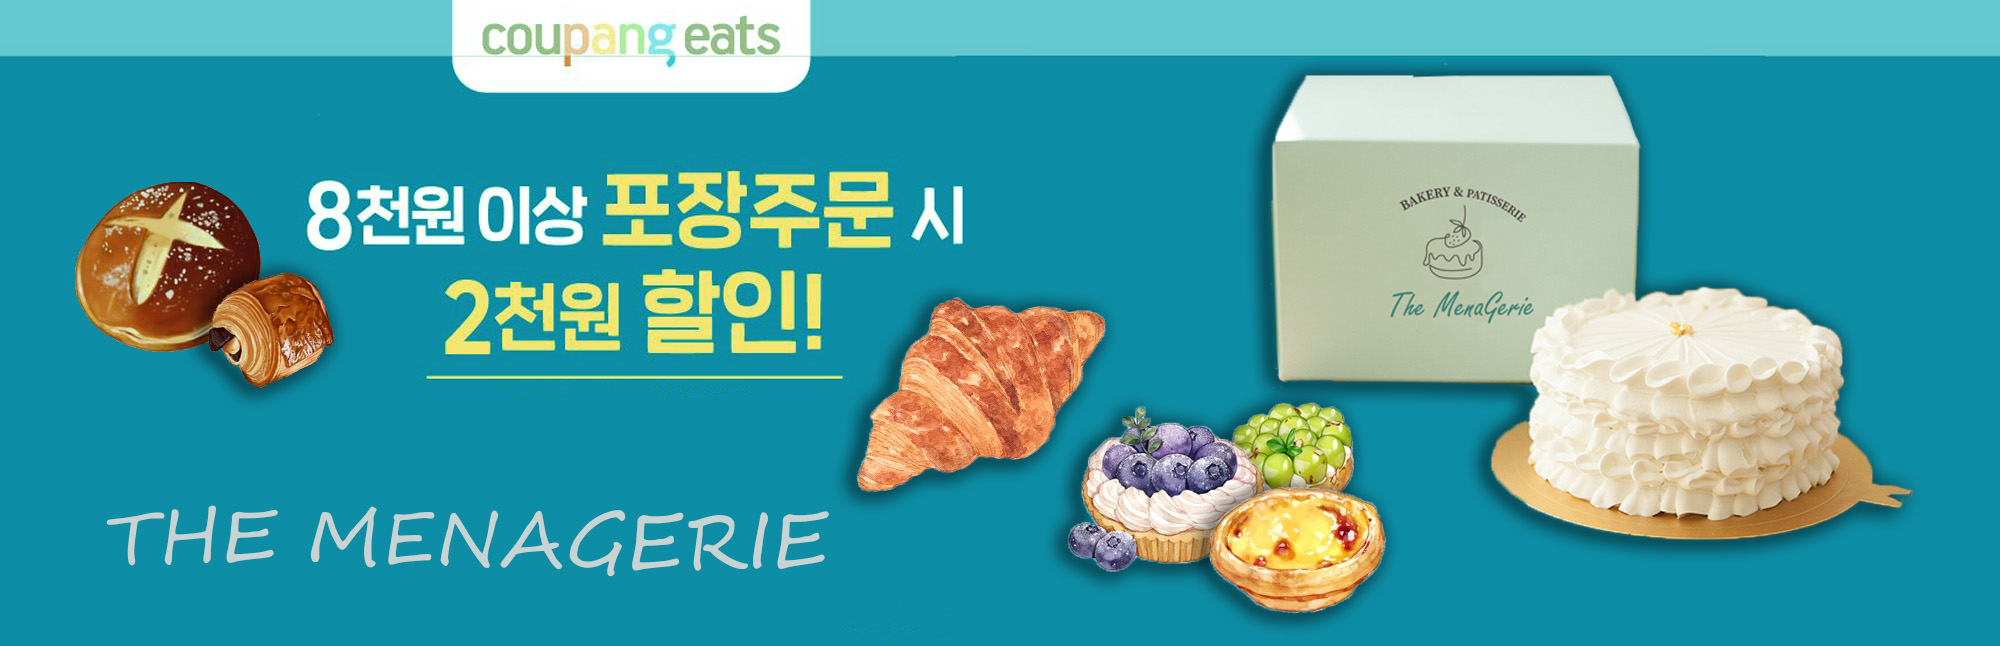 coupang eats
8천원 이상 포장주문 시
2천원 할인!
THE MENAGERIE
BAKERY & PATISSERIE
The MenaGerie